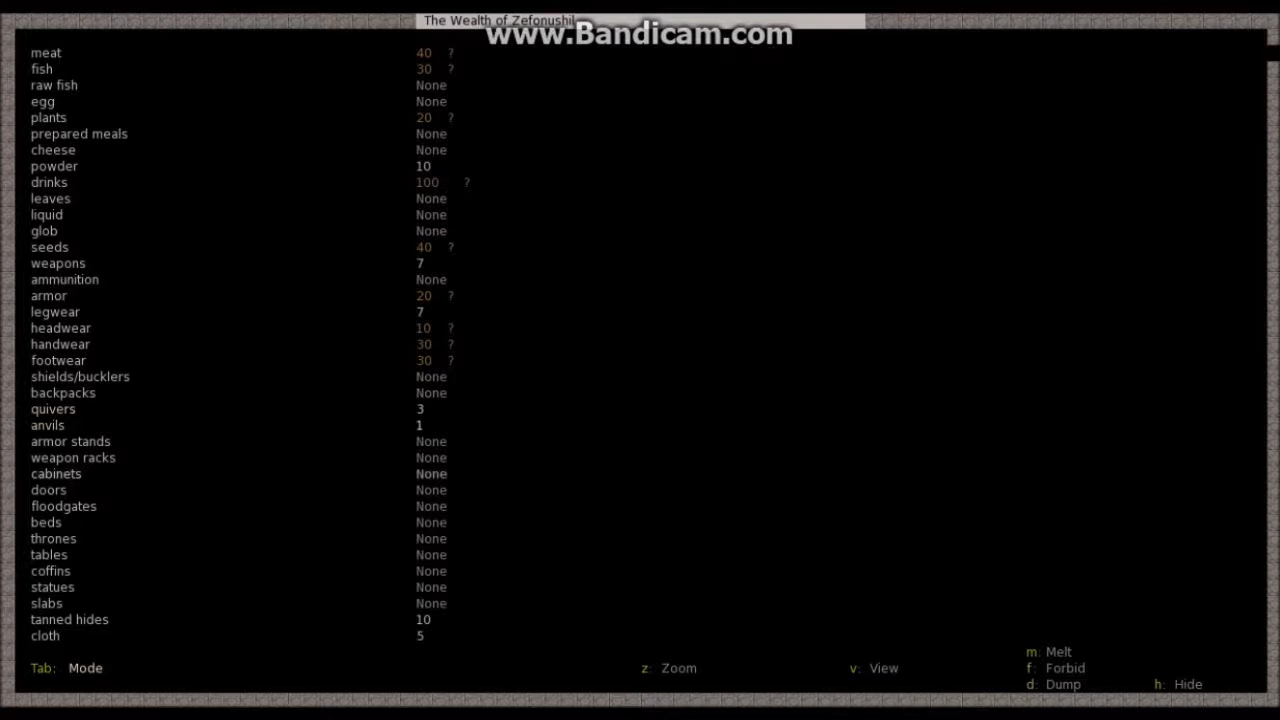 The Wealth of Zefonushil
www.Bandicam.com
meat 40 ?
fish 30 ?
raw fish None
egg None
plants 20 ?
prepared meals None
cheese None
powder 10
drinks 100 ?
leaves None
liquid None
glob None
seeds 40 ?
weapons 7
ammunition None
armor 20 ?
legwear 7
headwear 10 ?
handwear 30 ?
footwear 30 ?
shields/bucklers None
backpacks None
quivers 3
anvils 1
armor stands None
weapon racks None
cabinets None
doors None
floodgates None
beds None
thrones None
tables None
coffins None
statues None
slabs None
tanned hides 10
cloth 5
m: Melt
Tab: Mode z: Zoom v: View f: Forbid
d: Dump h: Hide